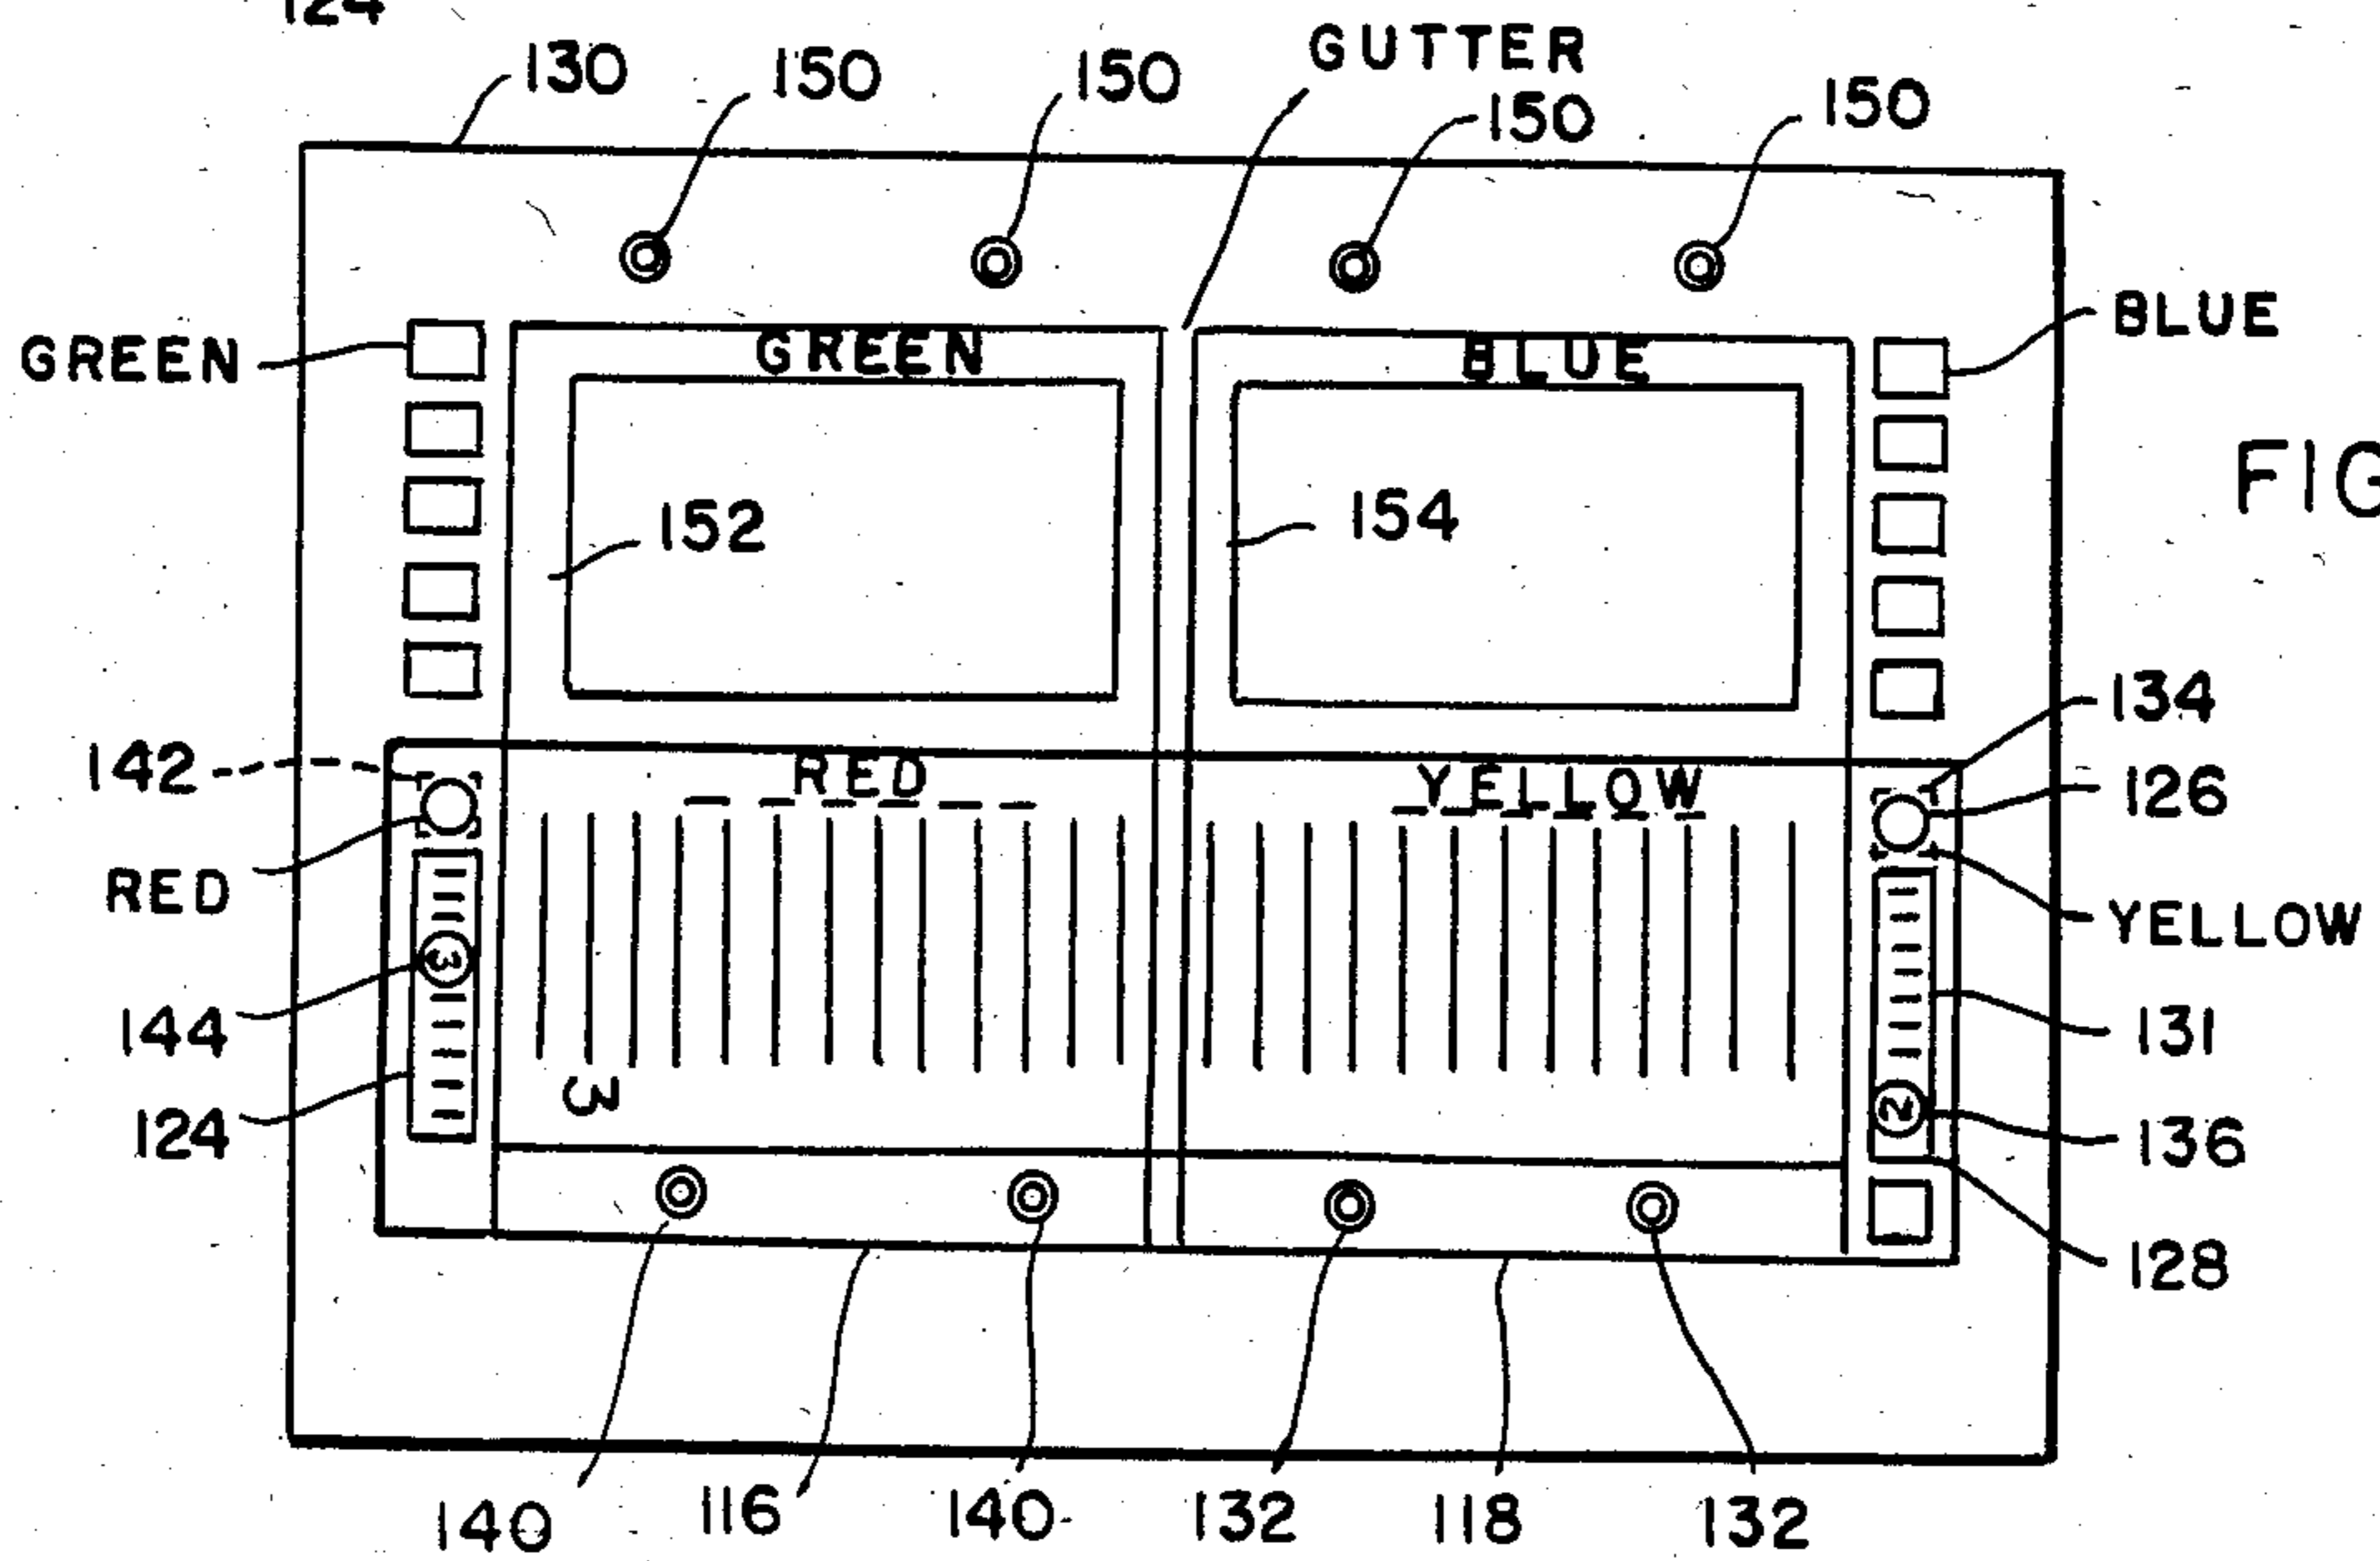 124
GUTTER
130 150 150 150 150
GREEN GREEN BLUE BLUE
FIG
152 154
134
142 RED YELLOW 126
RED YELLOW
3
144 131
3 2
124 136
128
140 116 140 132 118 132